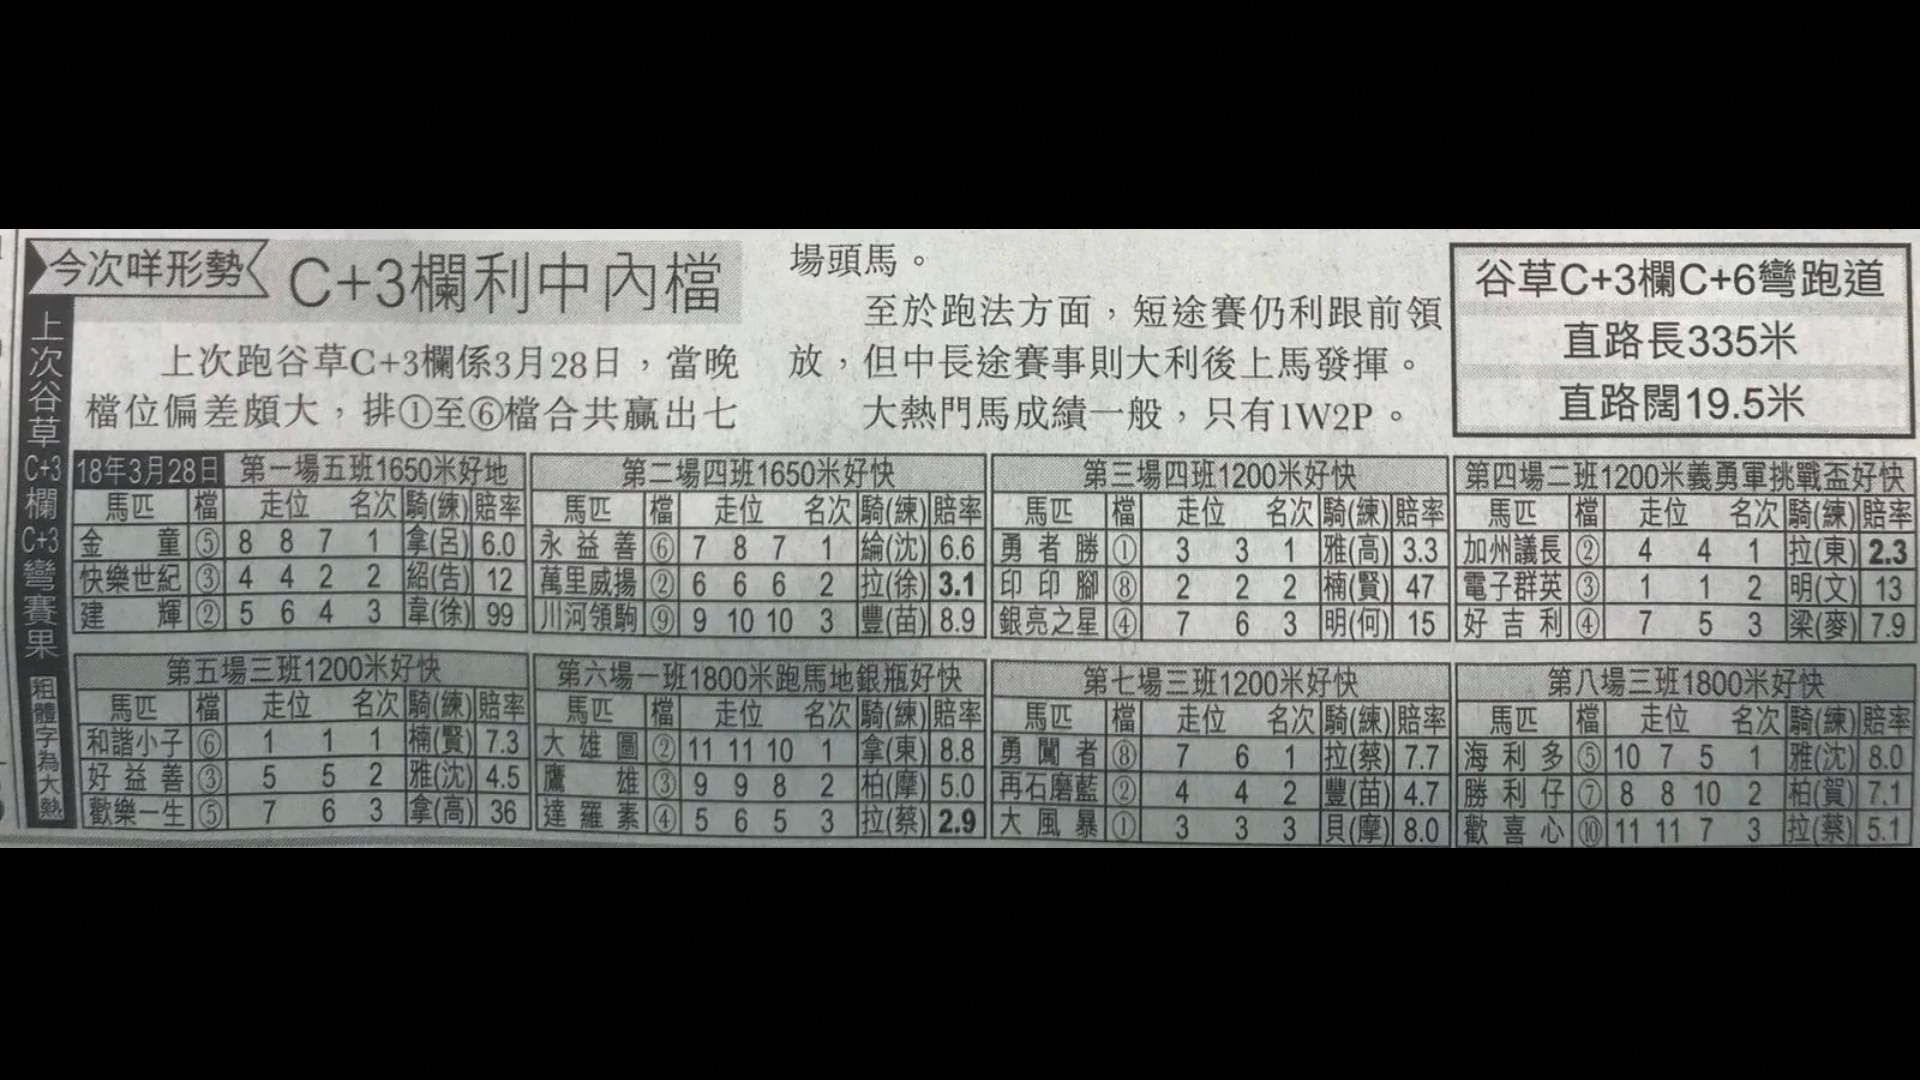 今次咩形勢
C+3欄利中內檔
上次跑谷草C+3欄係3月28日，當晚
檔位偏差頗大，排①至⑥檔合共贏出七
場頭馬。
至於跑法方面，短途賽仍利跟前領
放，但中長途賽事則大利後上馬發揮。
大熱門馬成績一般，只有1W2P。
谷草C+3欄C+6彎跑道
直路長335米
直路闊19.5米
上次谷草C+3欄C+3彎賽果
粗體字為大熱
18年3月28日 第一場五班1650米好地
馬匹 檔 走位 名次 騎(練) 賠率
金童 ⑤ 8 8 7 1 拿(呂) 6.0
快樂世紀 ③ 4 4 2 2 紹(告) 12
建輝 ② 5 6 4 3 韋(徐) 99
第二場四班1650米好快
馬匹 檔 走位 名次 騎(練) 賠率
永益善 ⑥ 7 8 7 1 綸(沈) 6.6
萬里威揚 ② 6 6 6 2 拉(徐) 3.1
川河領駒 ⑨ 9 10 10 3 豐(苗) 8.9
第三場四班1200米好快
馬匹 檔 走位 名次 騎(練) 賠率
勇者勝 ① 3 3 1 雅(高) 3.3
印印腳 ⑧ 2 2 2 楠(賢) 47
銀亮之星 ④ 7 6 3 明(何) 15
第四場二班1200米義勇軍挑戰盃好快
馬匹 檔 走位 名次 騎(練) 賠率
加州議長 ② 4 4 1 拉(東) 2.3
電子群英 ③ 1 1 2 明(文) 13
好吉利 ④ 7 5 3 梁(麥) 7.9
第五場三班1200米好快
馬匹 檔 走位 名次 騎(練) 賠率
和諧小子 ⑥ 1 1 1 楠(賢) 7.3
好益善 ③ 5 5 2 雅(沈) 4.5
歡樂一生 ⑤ 7 6 3 拿(高) 36
第六場一班1800米跑馬地銀瓶好快
馬匹 檔 走位 名次 騎(練) 賠率
大雄圖 ② 11 11 10 1 拿(東) 8.8
鷹雄 ③ 9 9 8 2 柏(摩) 5.0
達羅素 ④ 5 6 5 3 拉(蔡) 2.9
第七場三班1200米好快
馬匹 檔 走位 名次 騎(練) 賠率
勇闖者 ⑧ 7 6 1 拉(蔡) 7.7
再石磨藍 ② 4 4 2 豐(苗) 4.7
大風暴 ① 3 3 3 貝(摩) 8.0
第八場三班1800米好快
馬匹 檔 走位 名次 騎(練) 賠率
海利多 ⑤ 10 7 5 1 雅(沈) 8.0
勝利仔 ⑦ 8 8 10 2 柏(賀) 7.1
歡喜心 ⑩ 11 11 7 3 拉(蔡) 5.1